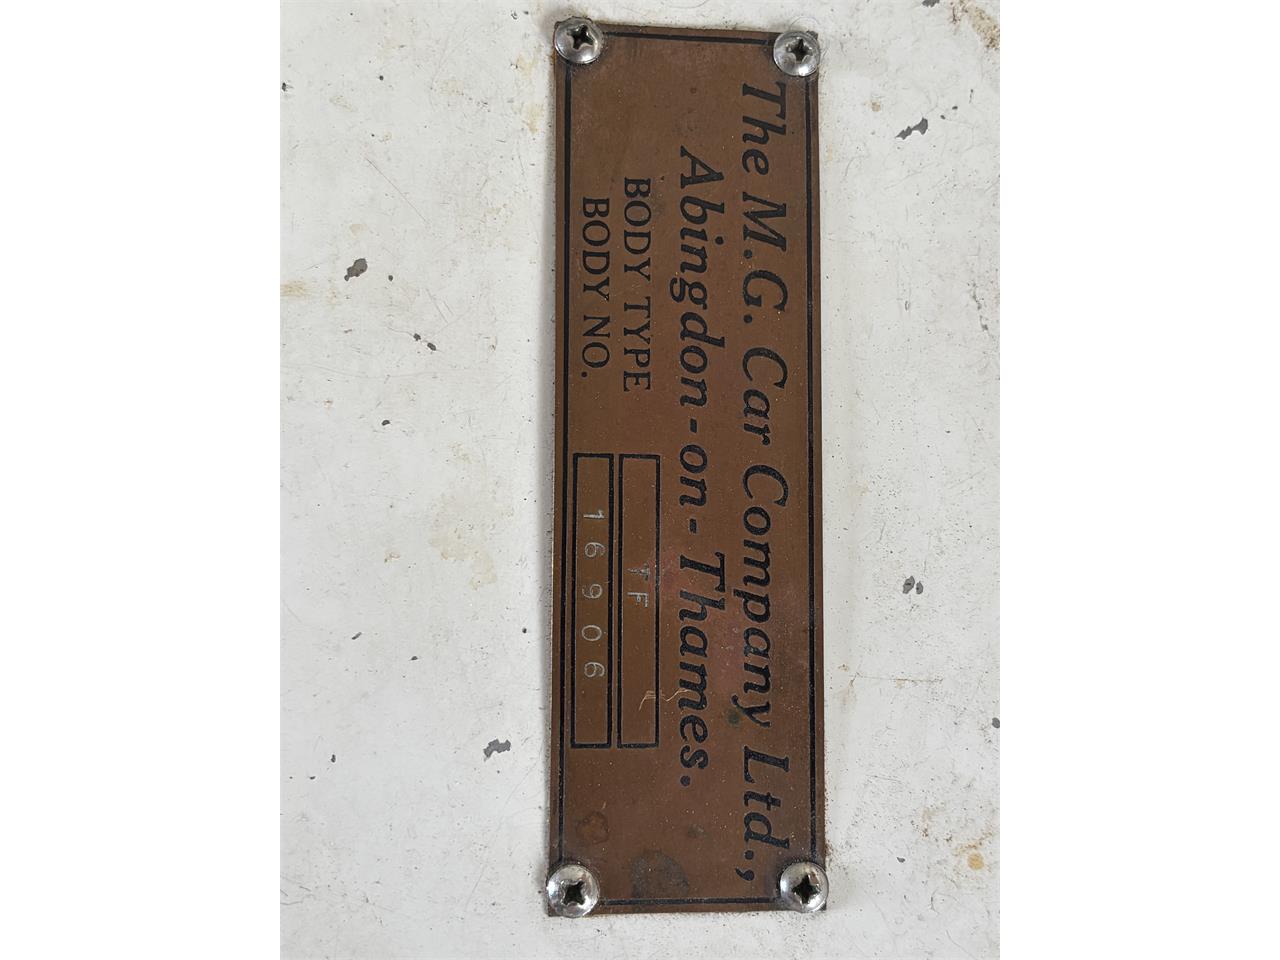 The M.G. Car Company Ltd.,
Abingdon-on-Thames.
BODY TYPE TF
BODY NO. 16906